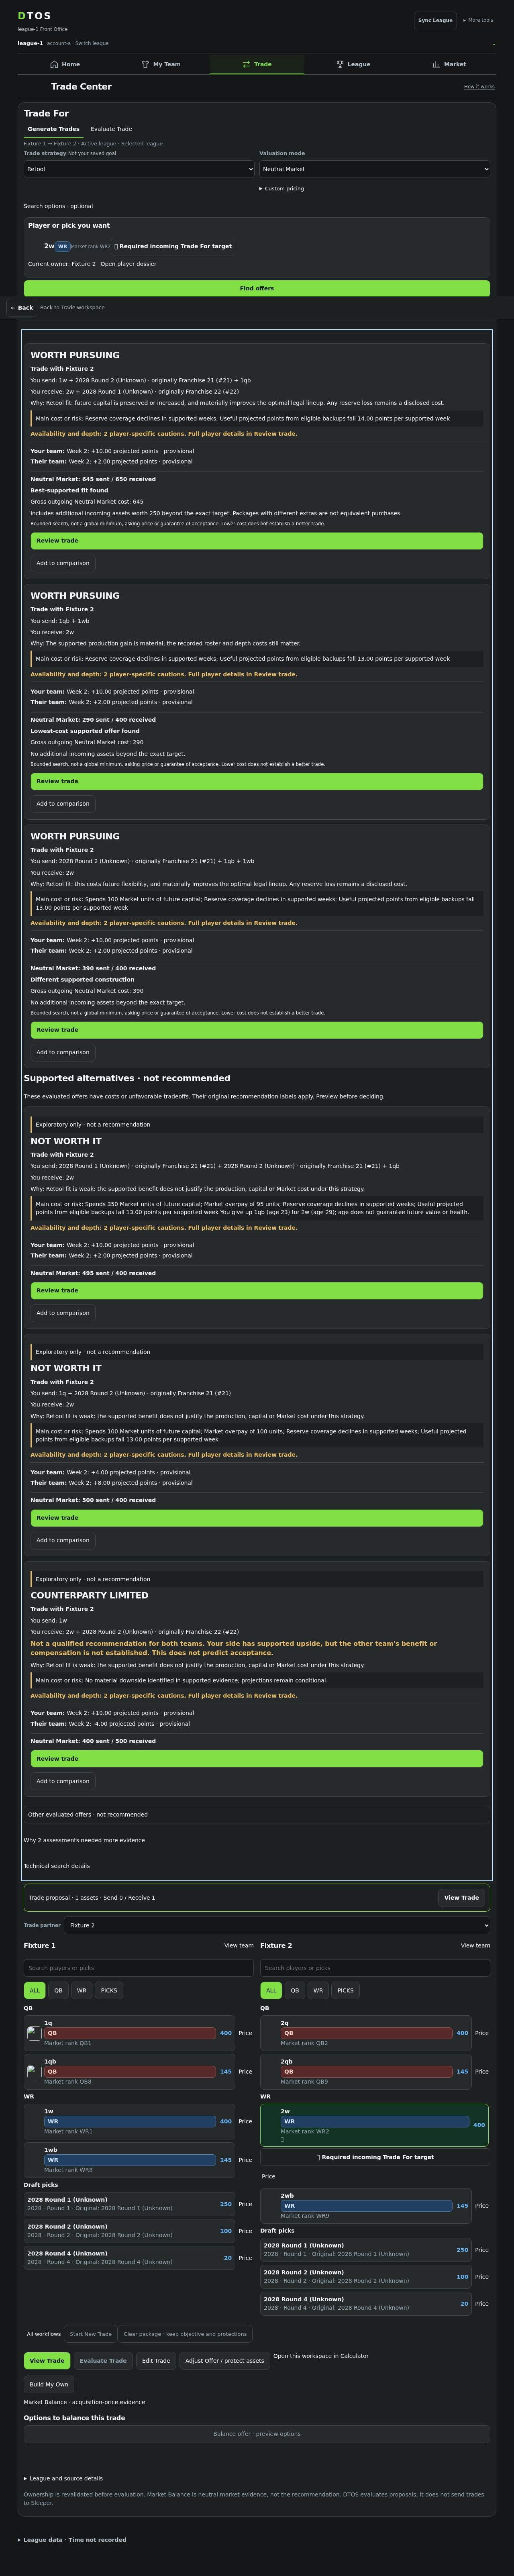 DTOS
league-1 Front Office
Sync League
▸ More tools
league-1 account-a · Switch league
Home
My Team
Trade
League
Market
Trade Center
How it works
Trade For
Generate Trades
Evaluate Trade
Fixture 1 → Fixture 2 · Active league · Selected league
Trade strategy Not your saved goal
Valuation mode
Retool
Neutral Market
▸ Custom pricing
Search options · optional
Player or pick you want
2w WR Market rank WR2 Required incoming Trade For target
Current owner: Fixture 2 Open player dossier
Find offers
← Back
Back to Trade workspace
WORTH PURSUING
Trade with Fixture 2
You send: 1w + 2028 Round 2 (Unknown) · originally Franchise 21 (#21) + 1qb
You receive: 2w + 2028 Round 1 (Unknown) · originally Franchise 22 (#22)
Why: Retool fit: future capital is preserved or increased, and materially improves the optimal legal lineup. Any reserve loss remains a disclosed cost.
Main cost or risk: Reserve coverage declines in supported weeks; Useful projected points from eligible backups fall 14.00 points per supported week
Availability and depth: 2 player-specific cautions. Full player details in Review trade.
Your team: Week 2: +10.00 projected points · provisional
Their team: Week 2: +2.00 projected points · provisional
Neutral Market: 645 sent / 650 received
Best-supported fit found
Gross outgoing Neutral Market cost: 645
Includes additional incoming assets worth 250 beyond the exact target. Packages with different extras are not equivalent purchases.
Bounded search, not a global minimum, asking price or guarantee of acceptance. Lower cost does not establish a better trade.
Review trade
Add to comparison
WORTH PURSUING
Trade with Fixture 2
You send: 1qb + 1wb
You receive: 2w
Why: The supported production gain is material; the recorded roster and depth costs still matter.
Main cost or risk: Reserve coverage declines in supported weeks; Useful projected points from eligible backups fall 13.00 points per supported week
Availability and depth: 2 player-specific cautions. Full player details in Review trade.
Your team: Week 2: +10.00 projected points · provisional
Their team: Week 2: +2.00 projected points · provisional
Neutral Market: 290 sent / 400 received
Lowest-cost supported offer found
Gross outgoing Neutral Market cost: 290
No additional incoming assets beyond the exact target.
Bounded search, not a global minimum, asking price or guarantee of acceptance. Lower cost does not establish a better trade.
Review trade
Add to comparison
WORTH PURSUING
Trade with Fixture 2
You send: 2028 Round 2 (Unknown) · originally Franchise 21 (#21) + 1qb + 1wb
You receive: 2w
Why: Retool fit: this costs future flexibility, and materially improves the optimal legal lineup. Any reserve loss remains a disclosed cost.
Main cost or risk: Spends 100 Market units of future capital; Reserve coverage declines in supported weeks; Useful projected points from eligible backups fall
13.00 points per supported week
Availability and depth: 2 player-specific cautions. Full player details in Review trade.
Your team: Week 2: +10.00 projected points · provisional
Their team: Week 2: +2.00 projected points · provisional
Neutral Market: 390 sent / 400 received
Different supported construction
Gross outgoing Neutral Market cost: 390
No additional incoming assets beyond the exact target.
Bounded search, not a global minimum, asking price or guarantee of acceptance. Lower cost does not establish a better trade.
Review trade
Add to comparison
Supported alternatives · not recommended
These evaluated offers have costs or unfavorable tradeoffs. Their original recommendation labels apply. Preview before deciding.
Exploratory only · not a recommendation
NOT WORTH IT
Trade with Fixture 2
You send: 2028 Round 1 (Unknown) · originally Franchise 21 (#21) + 2028 Round 2 (Unknown) · originally Franchise 21 (#21) + 1qb
You receive: 2w
Why: Retool fit is weak: the supported benefit does not justify the production, capital or Market cost under this strategy.
Main cost or risk: Spends 350 Market units of future capital; Market overpay of 95 units; Reserve coverage declines in supported weeks; Useful projected
points from eligible backups fall 13.00 points per supported week You give up 1qb (age 23) for 2w (age 29); age does not guarantee future value or health.
Availability and depth: 2 player-specific cautions. Full player details in Review trade.
Your team: Week 2: +10.00 projected points · provisional
Their team: Week 2: +2.00 projected points · provisional
Neutral Market: 495 sent / 400 received
Review trade
Add to comparison
Exploratory only · not a recommendation
NOT WORTH IT
Trade with Fixture 2
You send: 1q + 2028 Round 2 (Unknown) · originally Franchise 21 (#21)
You receive: 2w
Why: Retool fit is weak: the supported benefit does not justify the production, capital or Market cost under this strategy.
Main cost or risk: Spends 100 Market units of future capital; Market overpay of 100 units; Reserve coverage declines in supported weeks; Useful projected
points from eligible backups fall 13.00 points per supported week
Availability and depth: 2 player-specific cautions. Full player details in Review trade.
Your team: Week 2: +4.00 projected points · provisional
Their team: Week 2: +8.00 projected points · provisional
Neutral Market: 500 sent / 400 received
Review trade
Add to comparison
Exploratory only · not a recommendation
COUNTERPARTY LIMITED
Trade with Fixture 2
You send: 1w
You receive: 2w + 2028 Round 2 (Unknown) · originally Franchise 22 (#22)
Not a qualified recommendation for both teams. Your side has supported upside, but the other team's benefit or
compensation is not established. This does not predict acceptance.
Why: Retool fit is weak: the supported benefit does not justify the production, capital or Market cost under this strategy.
Main cost or risk: No material downside identified in supported evidence; projections remain conditional.
Availability and depth: 2 player-specific cautions. Full player details in Review trade.
Your team: Week 2: +10.00 projected points · provisional
Their team: Week 2: -4.00 projected points · provisional
Neutral Market: 400 sent / 500 received
Review trade
Add to comparison
Other evaluated offers · not recommended
Why 2 assessments needed more evidence
Technical search details
Trade proposal · 1 assets · Send 0 / Receive 1
View Trade
Trade partner
Fixture 2
Fixture 1
View team
Search players or picks
ALL QB WR PICKS
QB
1q
QB 400 Price
Market rank QB1
1qb
QB 145 Price
Market rank QB8
WR
1w
WR 400 Price
Market rank WR1
1wb
WR 145 Price
Market rank WR8
Draft picks
2028 Round 1 (Unknown)
2028 · Round 1 · Original: 2028 Round 1 (Unknown)
250 Price
2028 Round 2 (Unknown)
2028 · Round 2 · Original: 2028 Round 2 (Unknown)
100 Price
2028 Round 4 (Unknown)
2028 · Round 4 · Original: 2028 Round 4 (Unknown)
20 Price
Fixture 2
View team
Search players or picks
ALL QB WR PICKS
QB
2q
QB 400 Price
Market rank QB2
2qb
QB 145 Price
Market rank QB9
WR
2w
WR 400
Market rank WR2
Required incoming Trade For target
Price
2wb
WR 145 Price
Market rank WR9
Draft picks
2028 Round 1 (Unknown)
2028 · Round 1 · Original: 2028 Round 1 (Unknown)
250 Price
2028 Round 2 (Unknown)
2028 · Round 2 · Original: 2028 Round 2 (Unknown)
100 Price
2028 Round 4 (Unknown)
2028 · Round 4 · Original: 2028 Round 4 (Unknown)
20 Price
All workflows
Start New Trade
Clear package · keep objective and protections
View Trade
Evaluate Trade
Edit Trade
Adjust Offer / protect assets
Open this workspace in Calculator
Build My Own
Market Balance · acquisition-price evidence
Options to balance this trade
Balance offer · preview options
▸ League and source details
Ownership is revalidated before evaluation. Market Balance is neutral market evidence, not the recommendation. DTOS evaluates proposals; it does not send trades
to Sleeper.
▸ League data · Time not recorded